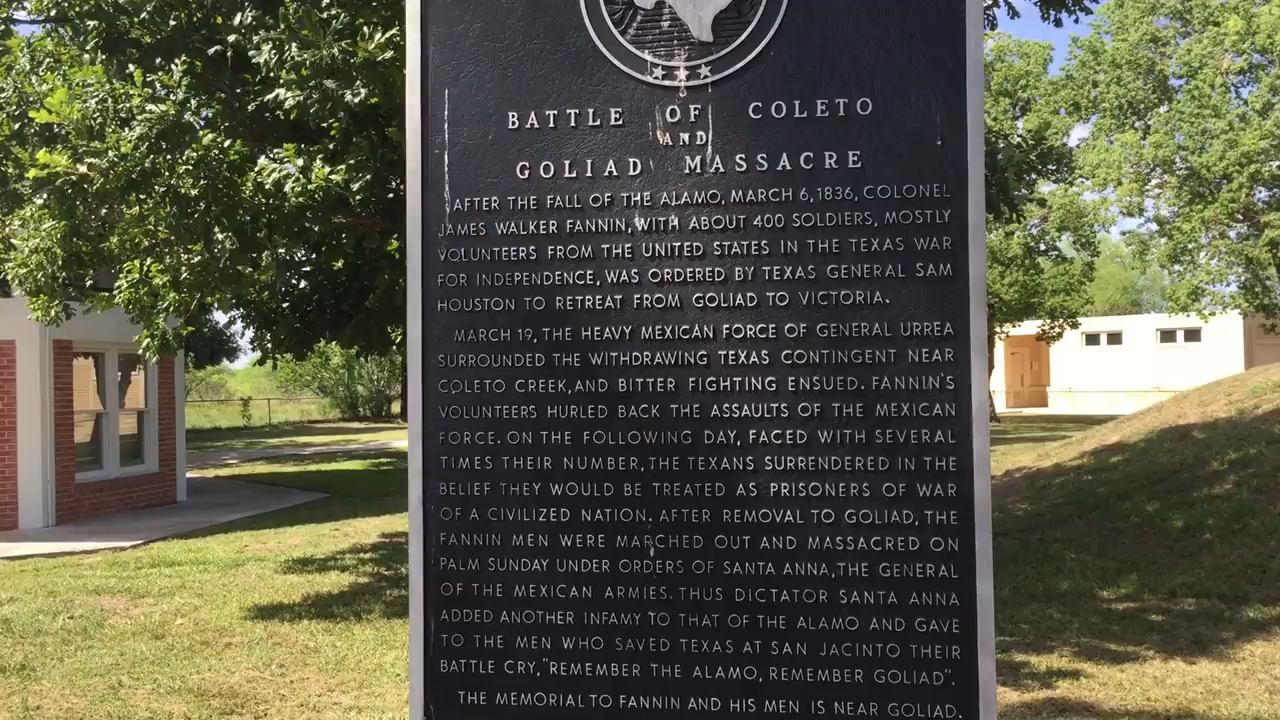 BATTLE OF COLETO
AND
GOLIAD MASSACRE
AFTER THE FALL OF THE ALAMO, MARCH 6, 1836, COLONEL
JAMES WALKER FANNIN, WITH ABOUT 400 SOLDIERS, MOSTLY
VOLUNTEERS FROM THE UNITED STATES IN THE TEXAS WAR
FOR INDEPENDENCE, WAS ORDERED BY TEXAS GENERAL SAM
HOUSTON TO RETREAT FROM GOLIAD TO VICTORIA.
MARCH 19, THE HEAVY MEXICAN FORCE OF GENERAL URREA
SURROUNDED THE WITHDRAWING TEXAS CONTINGENT NEAR
COLETO CREEK, AND BITTER FIGHTING ENSUED. FANNIN'S
VOLUNTEERS HURLED BACK THE ASSAULTS OF THE MEXICAN
FORCE. ON THE FOLLOWING DAY, FACED WITH SEVERAL
TIMES THEIR NUMBER, THE TEXANS SURRENDERED IN THE
BELIEF THEY WOULD BE TREATED AS PRISONERS OF WAR
OF A CIVILIZED NATION. AFTER REMOVAL TO GOLIAD, THE
FANNIN MEN WERE MARCHED OUT AND MASSACRED ON
PALM SUNDAY UNDER ORDERS OF SANTA ANNA, THE GENERAL
OF THE MEXICAN ARMIES. THUS DICTATOR SANTA ANNA
ADDED ANOTHER INFAMY TO THAT OF THE ALAMO AND GAVE
TO THE MEN WHO SAVED TEXAS AT SAN JACINTO THEIR
BATTLE CRY, "REMEMBER THE ALAMO, REMEMBER GOLIAD".
THE MEMORIAL TO FANNIN AND HIS MEN IS NEAR GOLIAD.